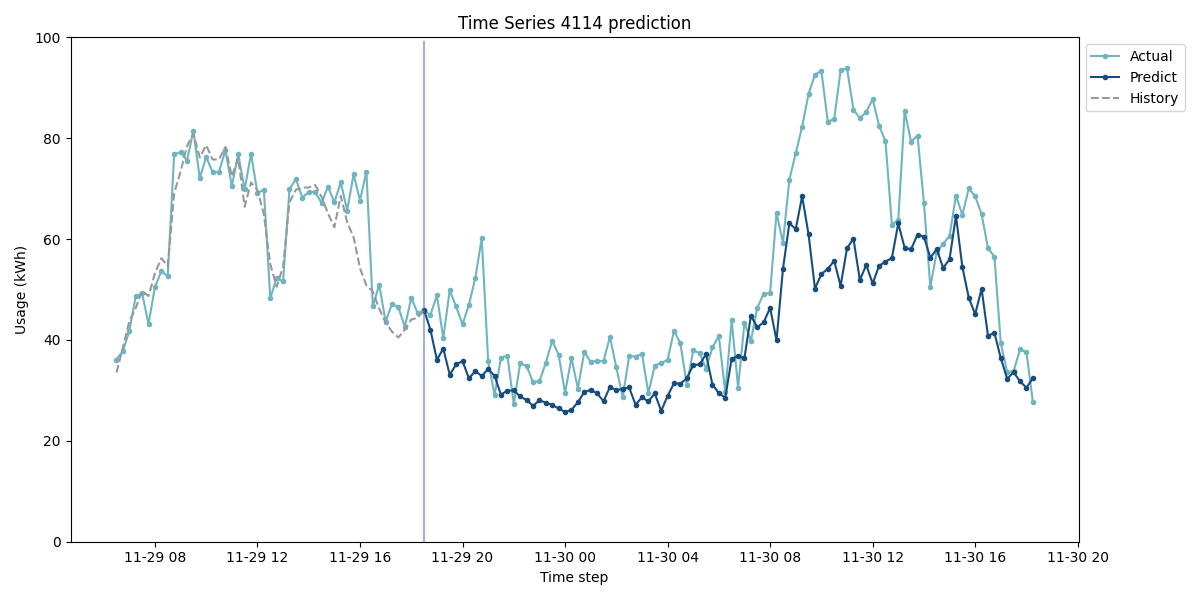 Time Series 4114 prediction
100
80
60
40
20
0
Usage (kWh)
11-29 08
11-29 12
11-29 16
11-29 20
11-30 00
11-30 04
11-30 08
11-30 12
11-30 16
11-30 20
Time step
Actual
Predict
History